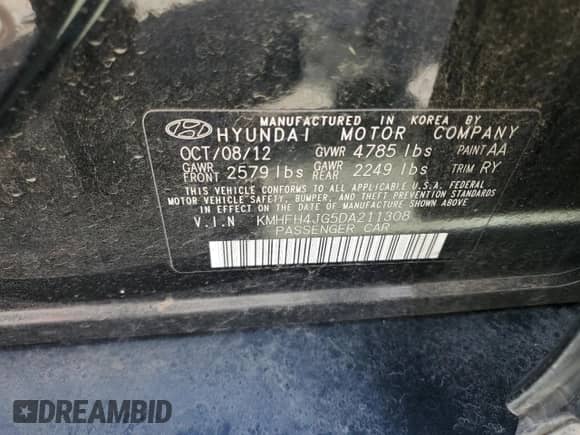 MANUFACTURED IN KOREA BY
HYUNDAI MOTOR COMPANY
OCT/08/12 GVWR 4785 lbs PAINT AA
GAWR FRONT 2579 lbs GAWR REAR 2249 lbs TRIM RY
THIS VEHICLE CONFORMS TO ALL APPLICABLE U.S.A. FEDERAL
MOTOR VEHICLE SAFETY, BUMPER, AND THEFT PREVENTION STANDARDS
IN EFFECT ON THE DATE OF MANUFACTURE SHOWN ABOVE
V.I.N KMHFH4JG5DA211308
PASSENGER CAR
DREAMBID